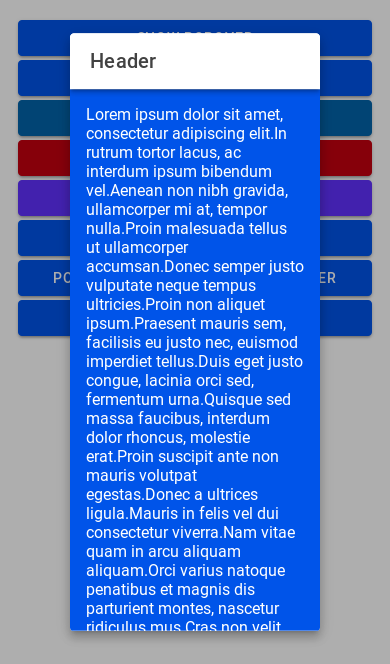 Header
Lorem ipsum dolor sit amet,
consectetur adipiscing elit.In
rutrum tortor lacus, ac
interdum ipsum bibendum
vel.Aenean non nibh gravida,
ullamcorper mi at, tempor
nulla.Proin malesuada tellus
ut ullamcorper
accumsan.Donec semper justo
vulputate neque tempus
ultricies.Proin non aliquet
ipsum.Praesent mauris sem,
facilisis eu justo nec, euismod
imperdiet tellus.Duis eget justo
congue, lacinia orci sed,
fermentum urna.Quisque sed
massa faucibus, interdum
dolor rhoncus, molestie
erat.Proin suscipit ante non
mauris volutpat
egestas.Donec a ultrices
ligula.Mauris in felis vel dui
consectetur viverra.Nam vitae
quam in arcu aliquam
aliquam.Orci varius natoque
penatibus et magnis dis
parturient montes, nascetur
ridiculus mus.Cras non velit